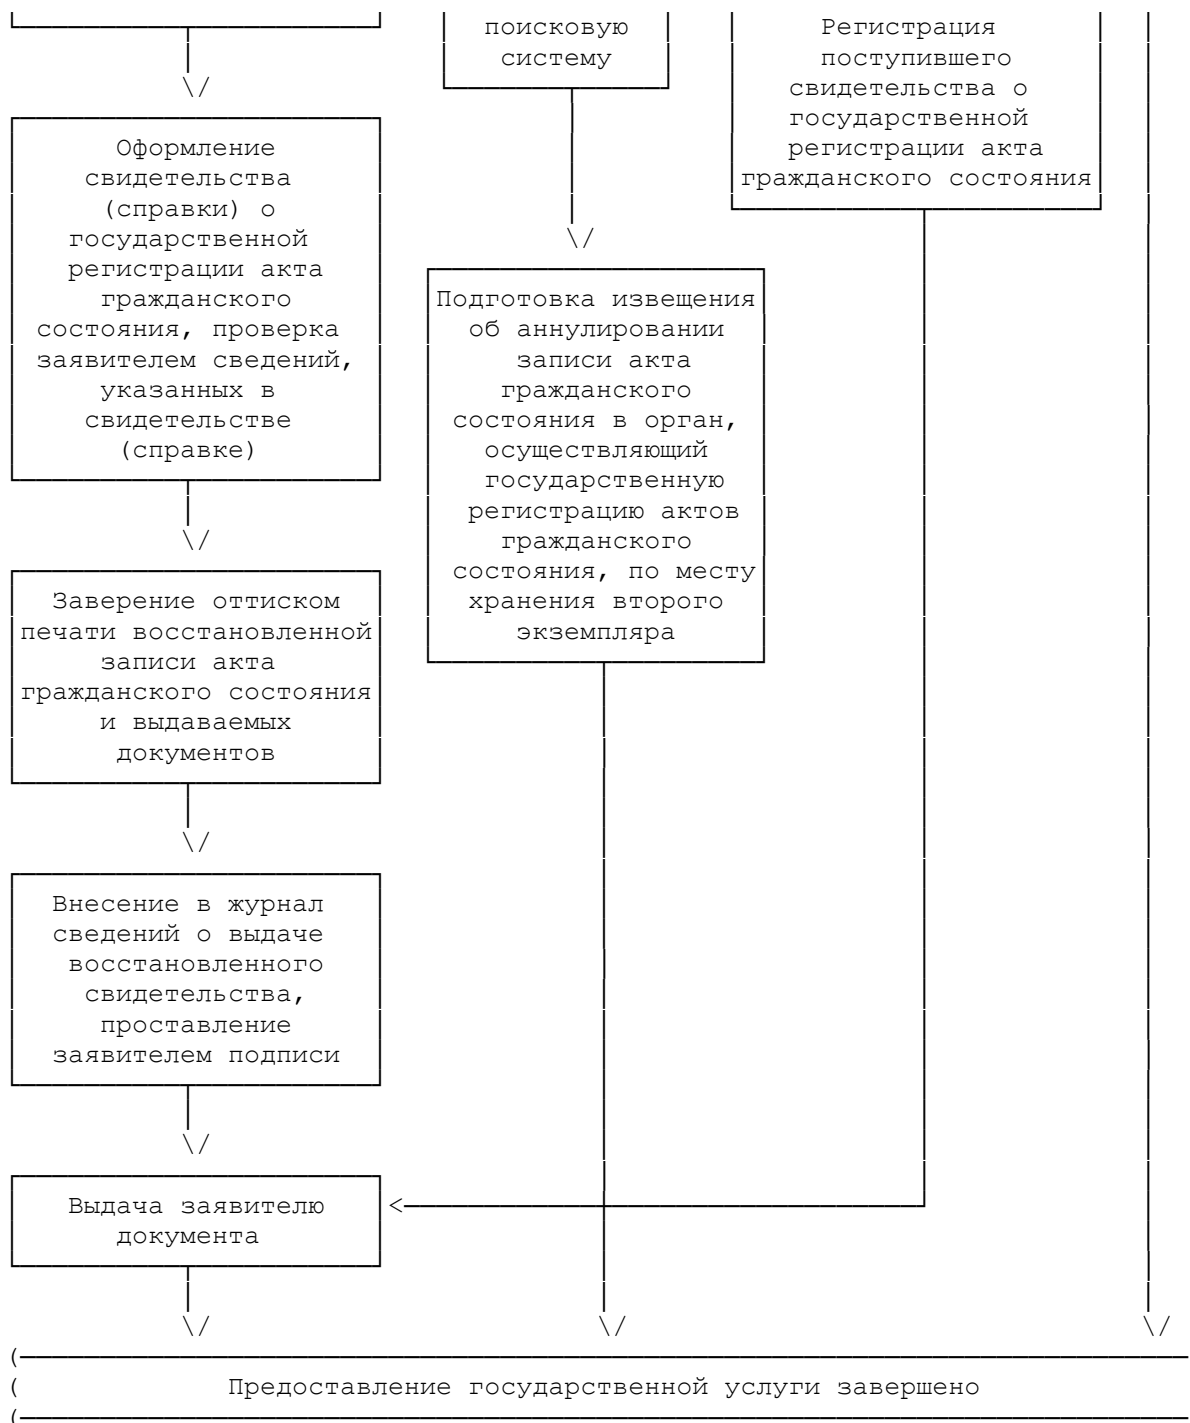 поисковую
систему
Регистрация
поступившего
свидетельства о
государственной
регистрации акта
гражданского состояния
Оформление
свидетельства
(справки) о
государственной
регистрации акта
гражданского
состояния, проверка
заявителем сведений,
указанных в
свидетельстве
(справке)
Подготовка извещения
об аннулировании
записи акта
гражданского
состояния в орган,
осуществляющий
государственную
регистрацию актов
гражданского
состояния, по месту
хранения второго
экземпляра
Заверение оттиском
печати восстановленной
записи акта
гражданского состояния
и выдаваемых
документов
Внесение в журнал
сведений о выдаче
восстановленного
свидетельства,
проставление
заявителем подписи
Выдача заявителю
документа
Предоставление государственной услуги завершено